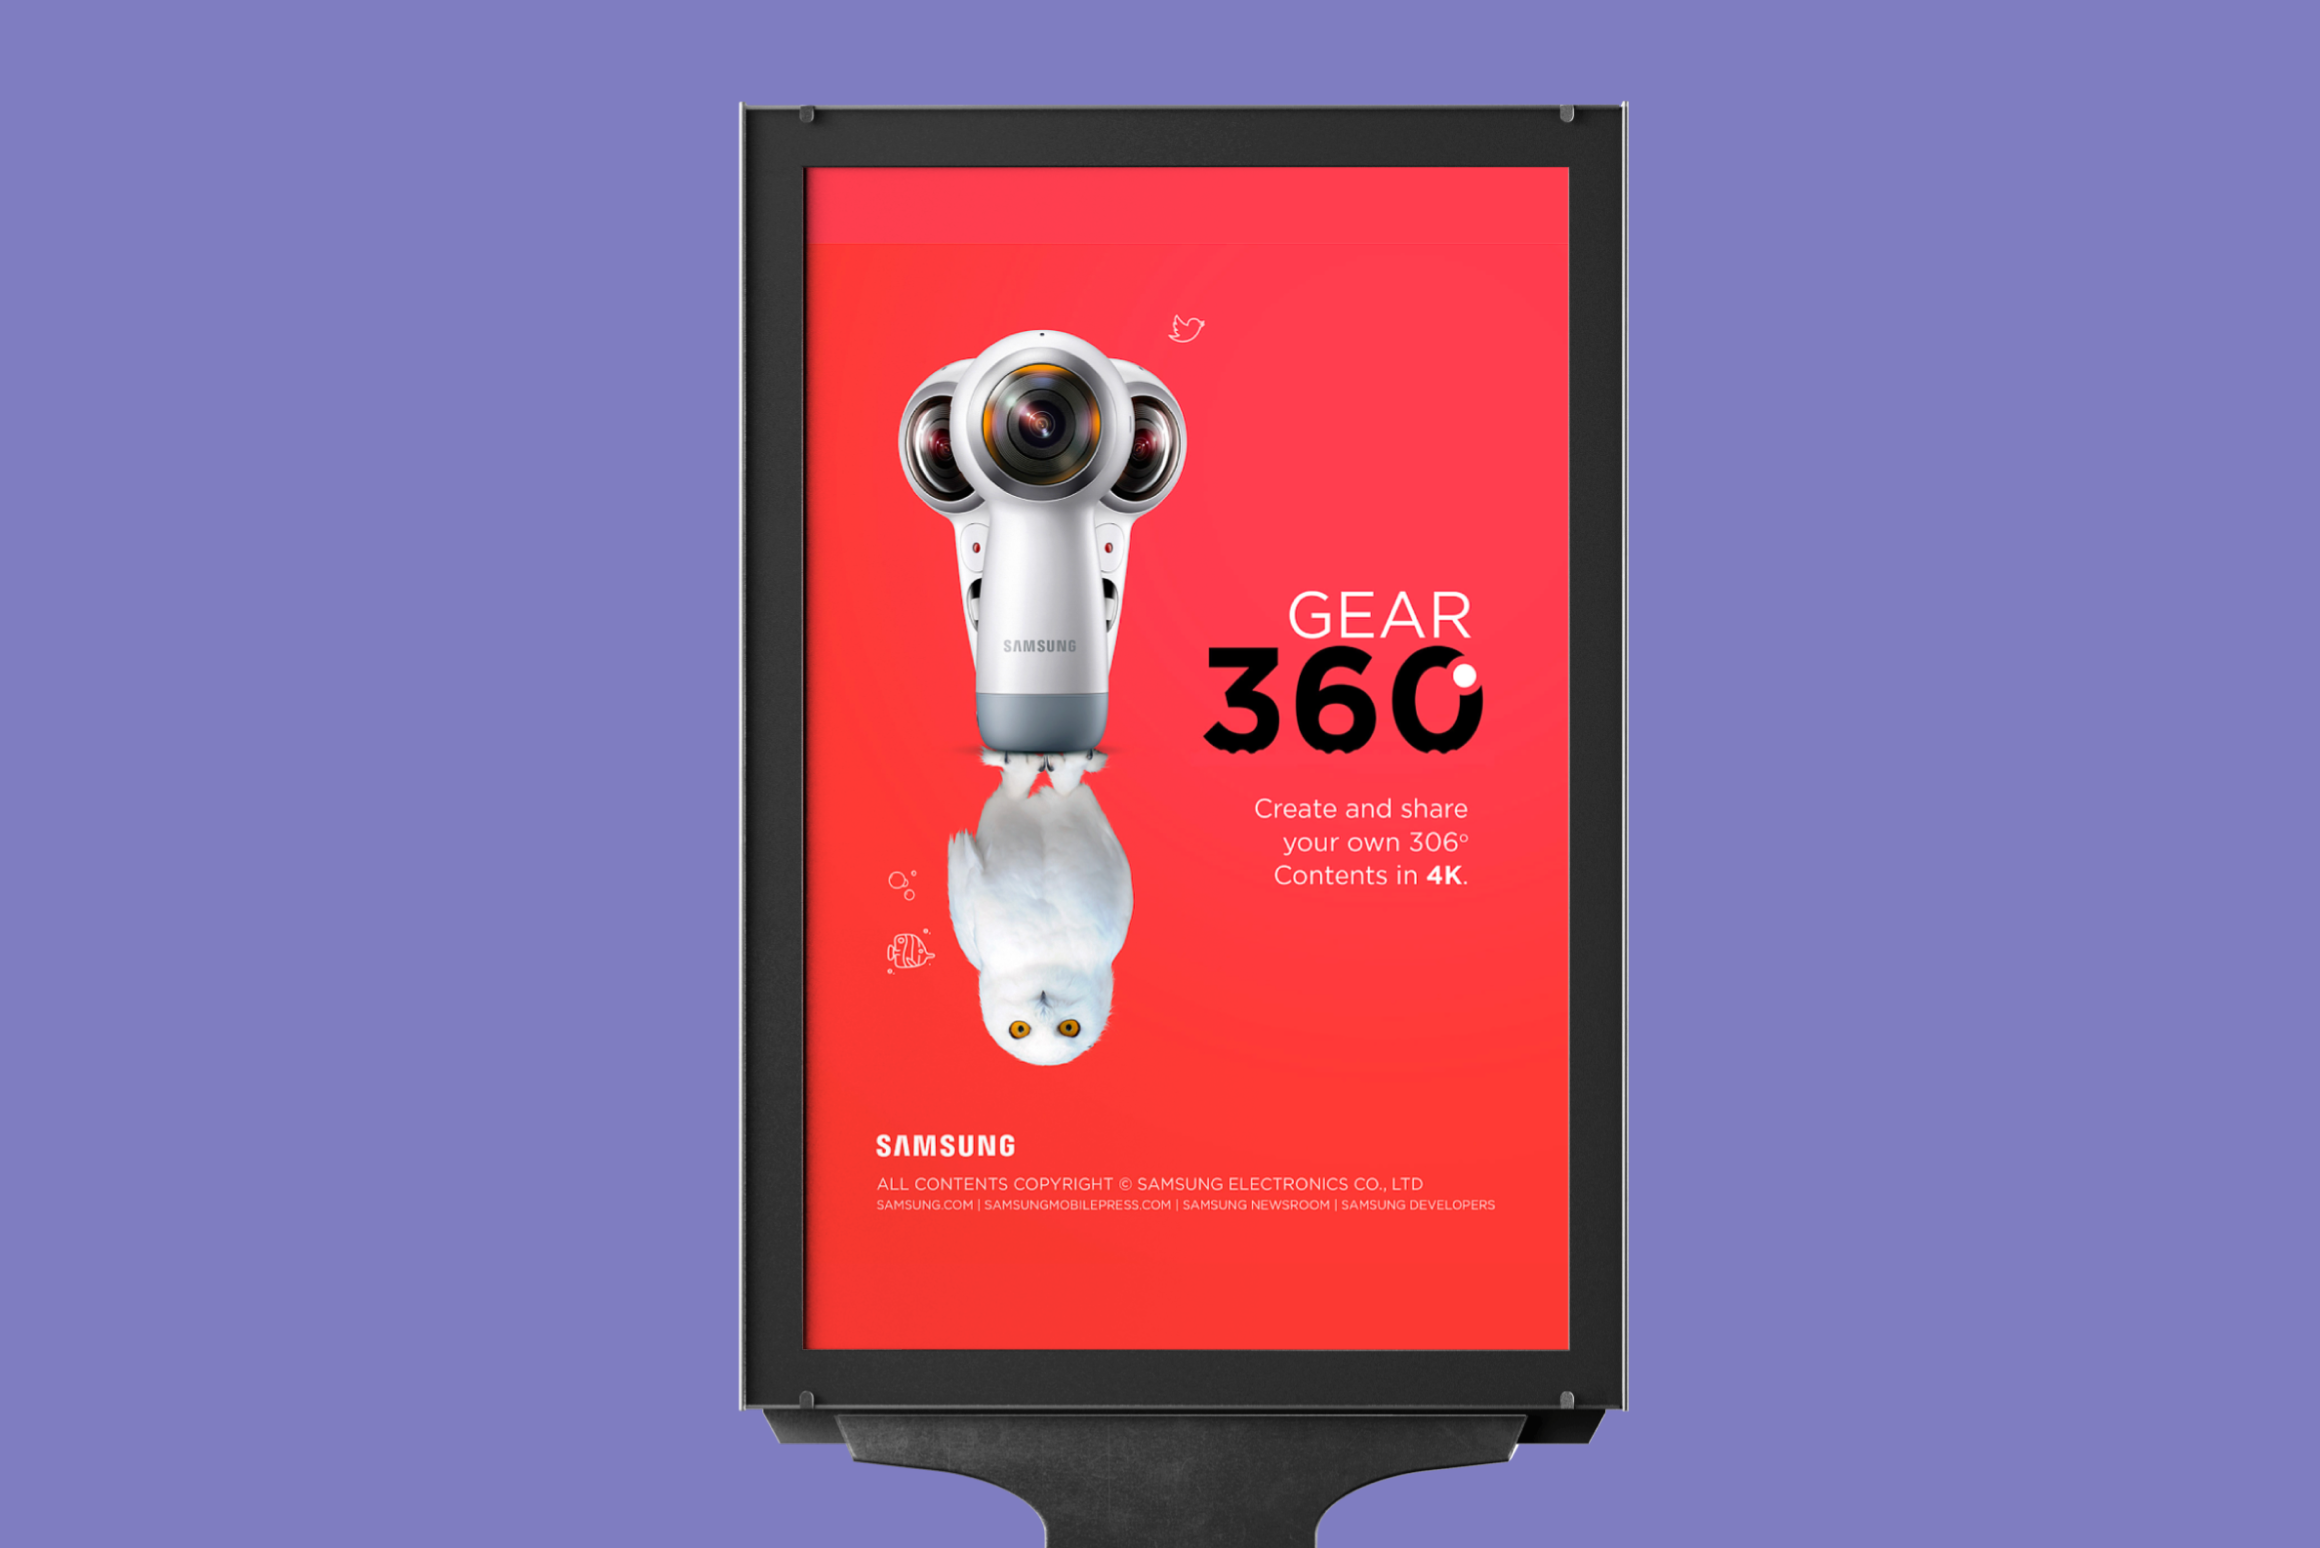 SAMSUNG
GEAR
360
Create and share
your own 306°
Contents in 4K.
SAMSUNG
ALL CONTENTS COPYRIGHT © SAMSUNG ELECTRONICS CO., LTD
SAMSUNG.COM | SAMSUNGMOBILEPRESS.COM | SAMSUNG NEWSROOM | SAMSUNG DEVELOPERS